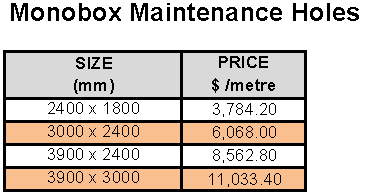 Monobox Maintenance Holes
SIZE PRICE
(mm) $ /metre
2400 x 1800 3,784.20
3000 x 2400 6,068.00
3900 x 2400 8,562.80
3900 x 3000 11,033.40